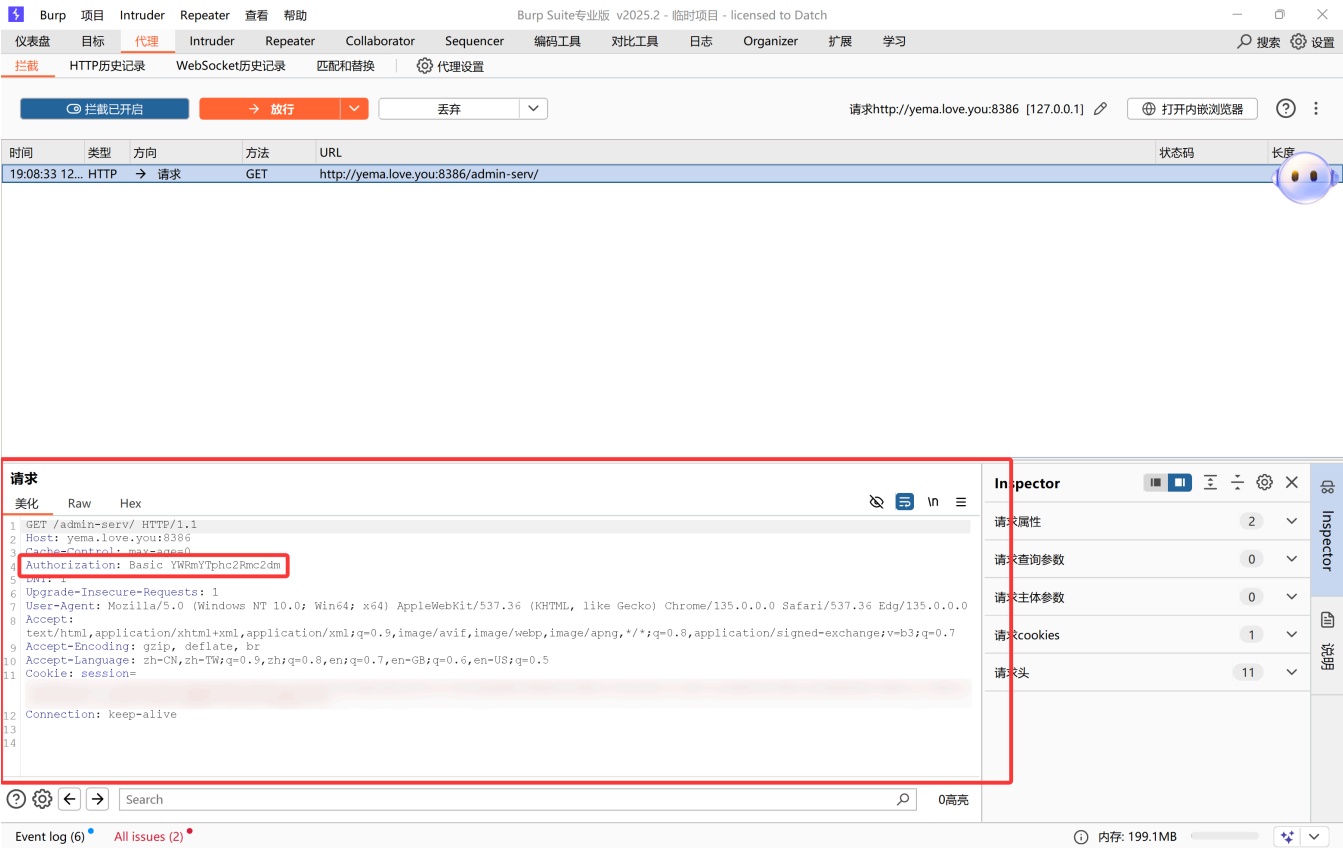 Burp 项目 Intruder Repeater 查看 帮助 Burp Suite专业版 v2025.2 - 临时项目 - licensed to Datch
仪表盘 目标 代理 Intruder Repeater Collaborator Sequencer 编码工具 对比工具 日志 Organizer 扩展 学习 搜索 设置
拦截 HTTP历史记录 WebSocket历史记录 匹配和替换 代理设置
拦截已开启 放行 丢弃 请求http://yema.love.you:8386 [127.0.0.1] 打开内嵌浏览器
时间 类型 方向 方法 URL 状态码 长度
19:08:33 12... HTTP 请求 GET http://yema.love.you:8386/admin-serv/
请求
美化 Raw Hex \n
1 GET /admin-serv/ HTTP/1.1
2 Host: yema.love.you:8386
3 Cache-Control: max-age=0
4 Authorization: Basic YWRmYTphc2Rmc2dm
5 DNT: 1
6 Upgrade-Insecure-Requests: 1
7 User-Agent: Mozilla/5.0 (Windows NT 10.0; Win64; x64) AppleWebKit/537.36 (KHTML, like Gecko) Chrome/135.0.0.0 Safari/537.36 Edg/135.0.0.0
8 Accept:
text/html,application/xhtml+xml,application/xml;q=0.9,image/avif,image/webp,image/apng,*/*;q=0.8,application/signed-exchange;v=b3;q=0.7
9 Accept-Encoding: gzip, deflate, br
10 Accept-Language: zh-CN,zh-TW;q=0.9,zh;q=0.8,en;q=0.7,en-GB;q=0.6,en-US;q=0.5
11 Cookie: session=
12 Connection: keep-alive
13
14
Inspector
请求属性 2
请求查询参数 0
请求主体参数 0
请求cookies 1
请求头 11
Inspector
说明
Search 0高亮
Event log (6) All issues (2) 内存: 199.1MB